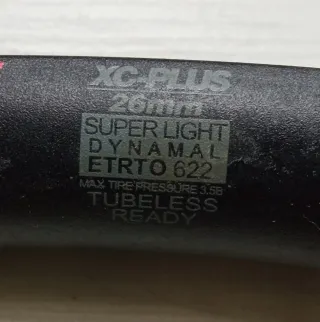 XC-PLUS
26mm
SUPER LIGHT
DYNAMAL
ETRTO 622
MAX TIRE PRESSURE 3.5B
TUBELESS
READY